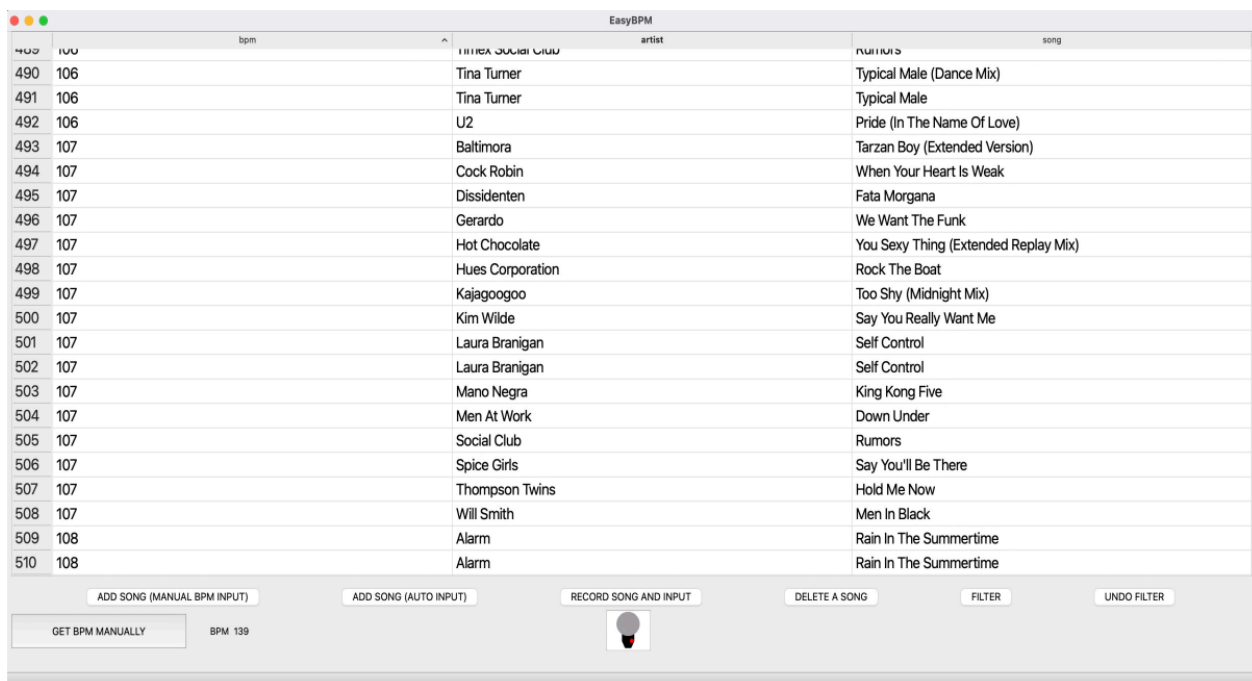 EasyBPM
bpm artist song
489 106 Timex Social Club Rumors
490 106 Tina Turner Typical Male (Dance Mix)
491 106 Tina Turner Typical Male
492 106 U2 Pride (In The Name Of Love)
493 107 Baltimora Tarzan Boy (Extended Version)
494 107 Cock Robin When Your Heart Is Weak
495 107 Dissidenten Fata Morgana
496 107 Gerardo We Want The Funk
497 107 Hot Chocolate You Sexy Thing (Extended Replay Mix)
498 107 Hues Corporation Rock The Boat
499 107 Kajagoogoo Too Shy (Midnight Mix)
500 107 Kim Wilde Say You Really Want Me
501 107 Laura Branigan Self Control
502 107 Laura Branigan Self Control
503 107 Mano Negra King Kong Five
504 107 Men At Work Down Under
505 107 Social Club Rumors
506 107 Spice Girls Say You'll Be There
507 107 Thompson Twins Hold Me Now
508 107 Will Smith Men In Black
509 108 Alarm Rain In The Summertime
510 108 Alarm Rain In The Summertime
ADD SONG (MANUAL BPM INPUT) ADD SONG (AUTO INPUT) RECORD SONG AND INPUT DELETE A SONG FILTER UNDO FILTER
GET BPM MANUALLY BPM 139